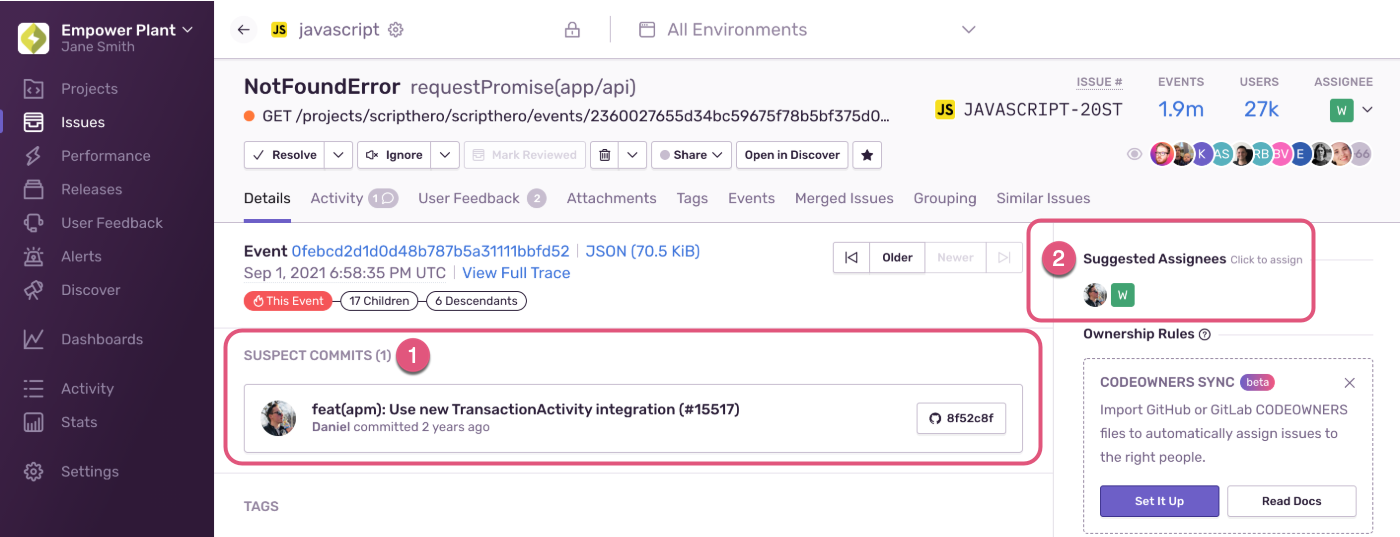 Empower Plant
Jane Smith
Projects
Issues
Performance
Releases
User Feedback
Alerts
Discover
Dashboards
Activity
Stats
Settings
JS javascript
All Environments
NotFoundError requestPromise(app/api)
GET /projects/scripthero/scripthero/events/2360027655d34bc59675f78b5bf375d0...
ISSUE # EVENTS USERS ASSIGNEE
JS JAVASCRIPT-20ST 1.9m 27k W
Resolve Ignore Mark Reviewed Share Open in Discover
K AS RB BV E +66
Details Activity 1 User Feedback 2 Attachments Tags Events Merged Issues Grouping Similar Issues
Event 0febcd2d1d0d48b787b5a31111bbfd52 JSON (70.5 KiB)
Sep 1, 2021 6:58:35 PM UTC View Full Trace
Older Newer
This Event 17 Children 6 Descendants
SUSPECT COMMITS (1) 1
feat(apm): Use new TransactionActivity integration (#15517)
Daniel committed 2 years ago
8f52c8f
TAGS
2 Suggested Assignees Click to assign
W
Ownership Rules ?
CODEOWNERS SYNC beta
Import GitHub or GitLab CODEOWNERS
files to automatically assign issues to
the right people.
Set It Up Read Docs